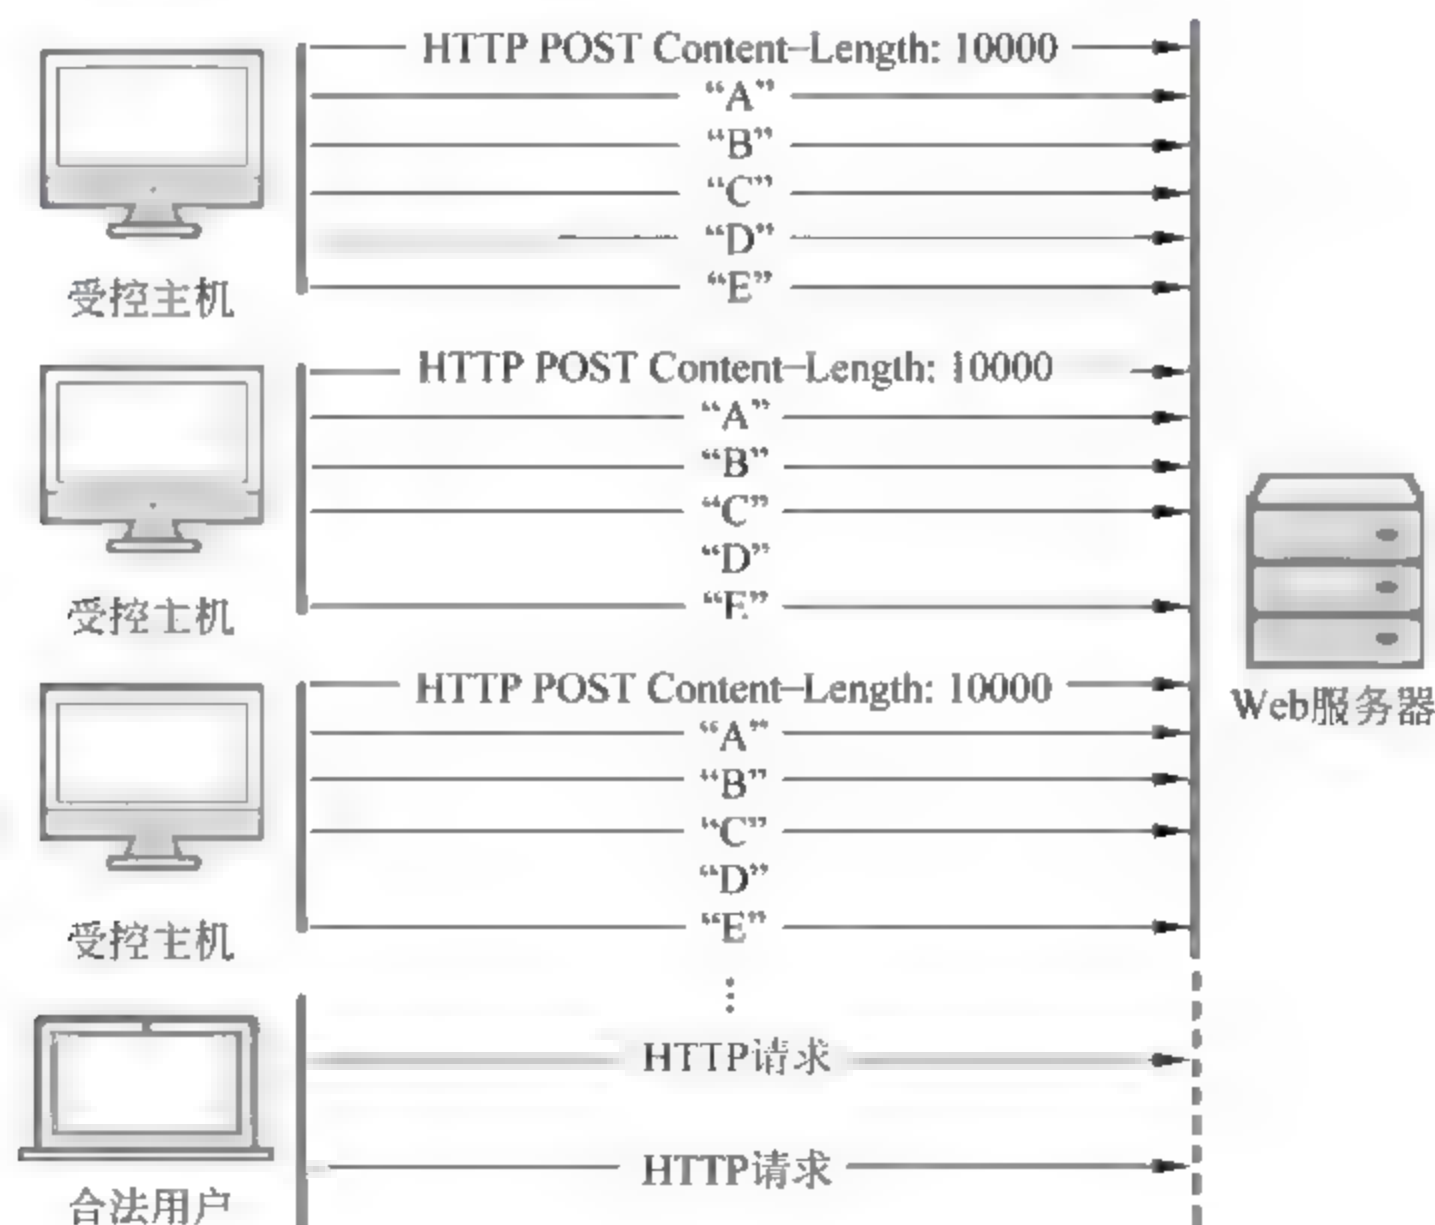 HTTP POST Content-Length: 10000
“A”
“B”
“C”
“D”
“E”
受控主机
HTTP POST Content-Length: 10000
“A”
“B”
“C”
“D”
“E”
受控主机
Web服务器
HTTP POST Content-Length: 10000
“A”
“B”
“C”
“D”
“E”
受控主机
⋮
HTTP请求
HTTP请求
合法用户